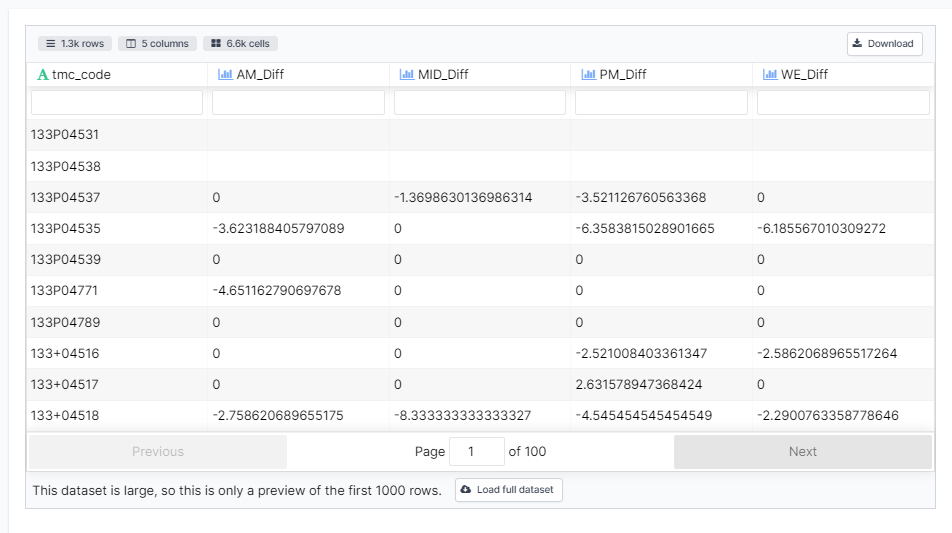 1.3k rows 5 columns 6.6k cells Download
tmc_code AM_Diff MID_Diff PM_Diff WE_Diff
133P04531
133P04538
133P04537 0 -1.3698630136986314 -3.521126760563368 0
133P04535 -3.623188405797089 0 -6.3583815028901665 -6.185567010309272
133P04539 0 0 0 0
133P04771 -4.651162790697678 0 0 0
133P04789 0 0 0 0
133+04516 0 0 -2.521008403361347 -2.5862068965517264
133+04517 0 0 2.631578947368424 0
133+04518 -2.758620689655175 -8.333333333333327 -4.545454545454549 -2.2900763358778646
Previous Page 1 of 100 Next
This dataset is large, so this is only a preview of the first 1000 rows. Load full dataset